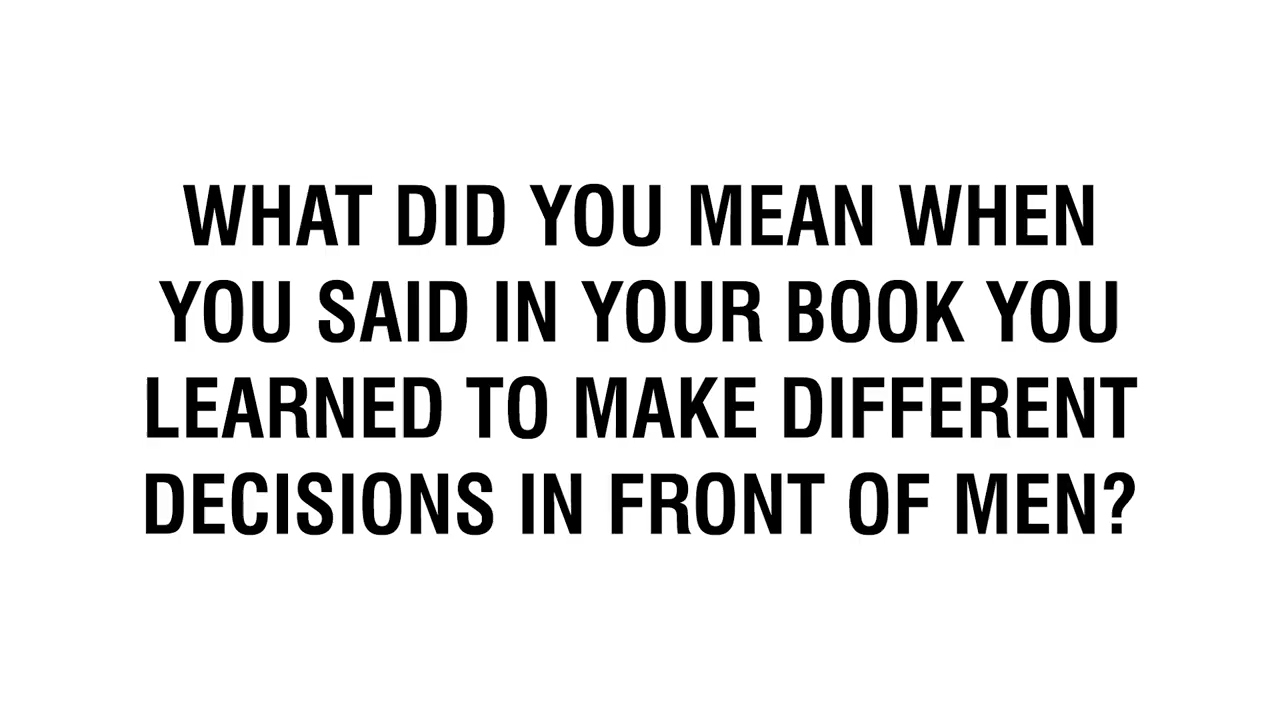 WHAT DID YOU MEAN WHEN
YOU SAID IN YOUR BOOK YOU
LEARNED TO MAKE DIFFERENT
DECISIONS IN FRONT OF MEN?